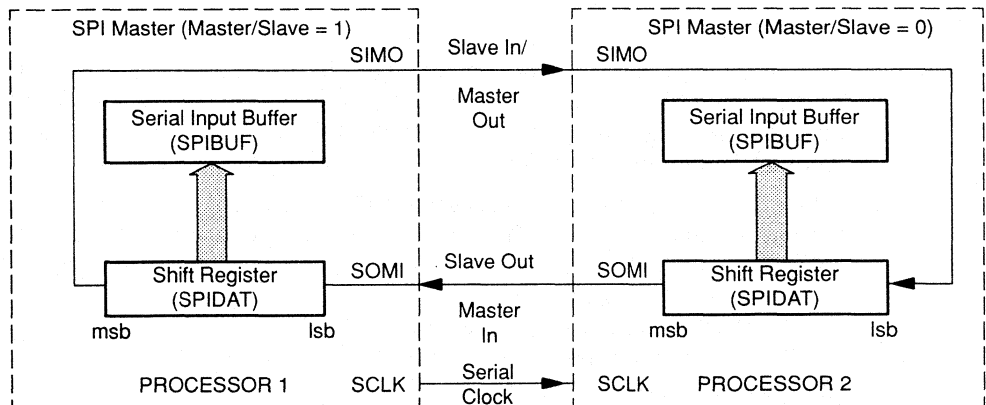 SPI Master (Master/Slave = 1)
SIMO
Serial Input Buffer
(SPIBUF)
Shift Register
(SPIDAT)
msb
lsb
SOMI
PROCESSOR 1
SCLK
Slave In/
Master
Out
Slave Out
Master
In
Serial
Clock
SPI Master (Master/Slave = 0)
SIMO
Serial Input Buffer
(SPIBUF)
SOMI
Shift Register
(SPIDAT)
msb
lsb
SCLK
PROCESSOR 2